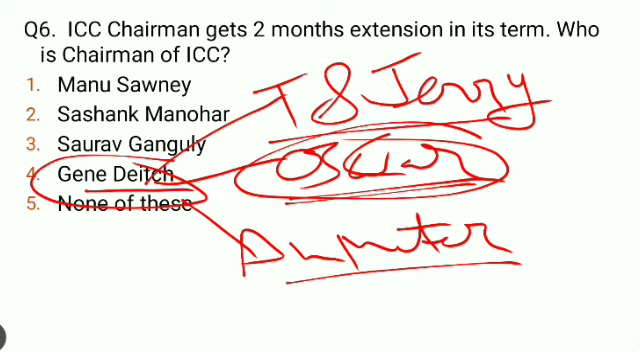 Q6. ICC Chairman gets 2 months extension in its term. Who
is Chairman of ICC?
1. Manu Sawney
2. Sashank Manohar
3. Saurav Ganguly
4. Gene Deitch
5. None of these
T & Jerry
Oscar